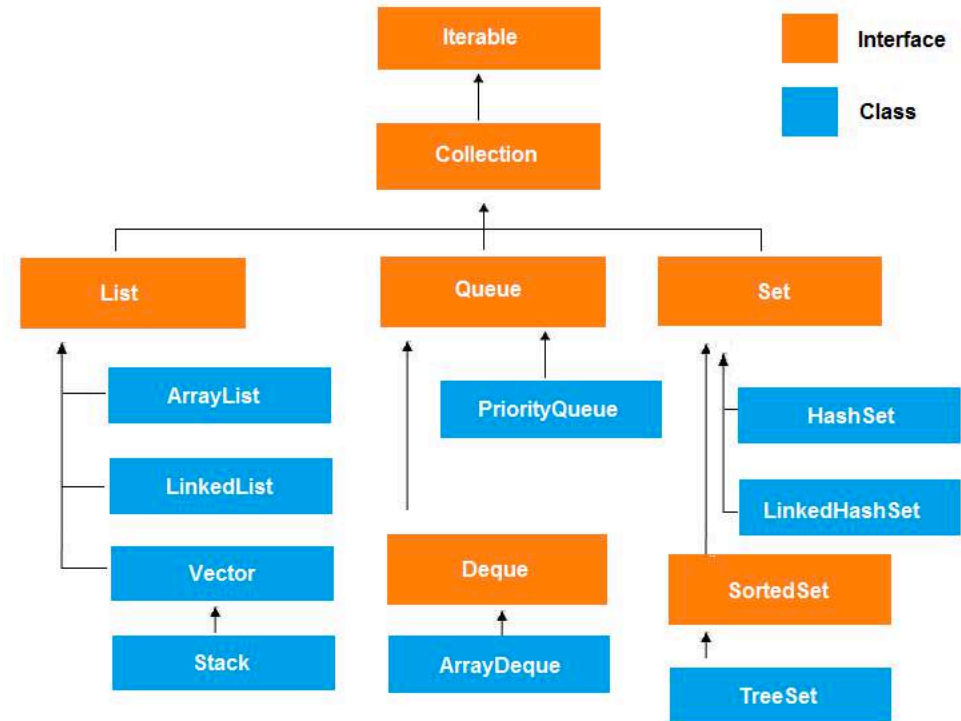 Iterable
Interface
Class
Collection
List
Queue
Set
ArrayList
PriorityQueue
HashSet
LinkedList
LinkedHashSet
Vector
Deque
SortedSet
Stack
ArrayDeque
TreeSet